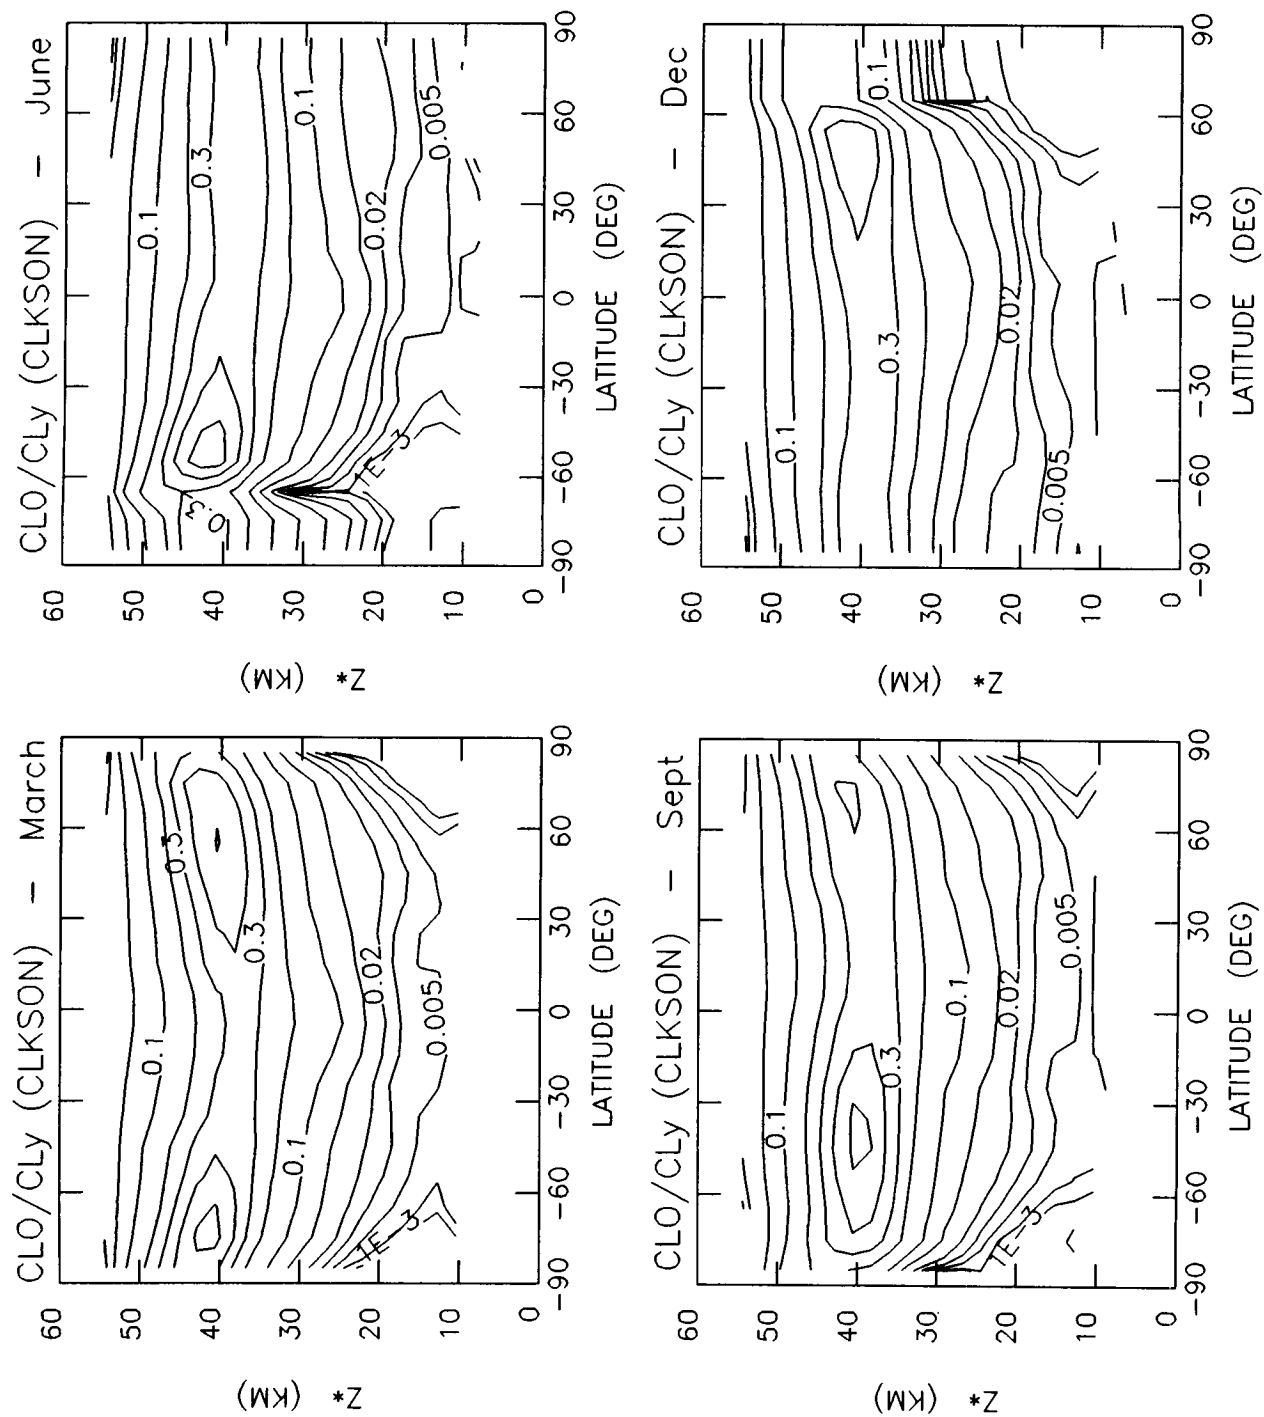 CLO/CLy (CLKSON) — March
60
50
40
30
20
10
0
Z*
(KM)
0.1
0.3
0.3
0.02
0.1
0.005
1E-3
-90 -60 -30 0 30 60 90
LATITUDE (DEG)
CLO/CLy (CLKSON) — June
60
50
40
30
20
10
0
Z*
(KM)
0.1
0.3
0.3
0.1
0.02
0.005
1E-3
-90 -60 -30 0 30 60 90
LATITUDE (DEG)
CLO/CLy (CLKSON) — Sept
60
50
40
30
20
10
0
Z*
(KM)
0.1
0.3
0.1
0.02
0.005
1E-3
-90 -60 -30 0 30 60 90
LATITUDE (DEG)
CLO/CLy (CLKSON) — Dec
60
50
40
30
20
10
0
Z*
(KM)
0.1
0.1
0.3
0.02
0.005
-90 -60 -30 0 30 60 90
LATITUDE (DEG)